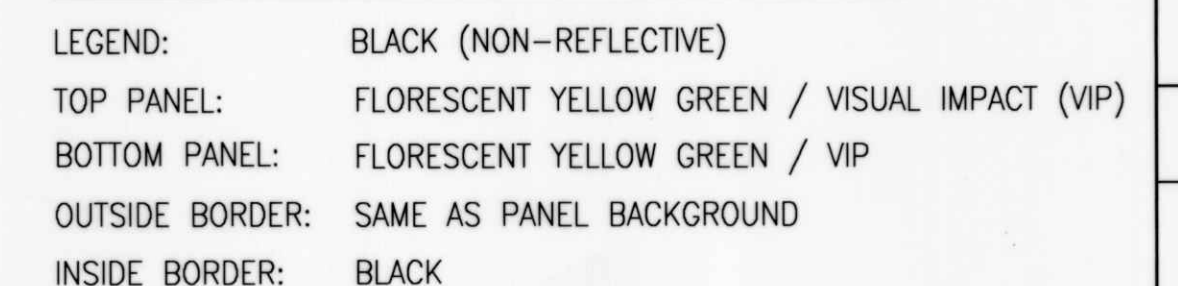 LEGEND: BLACK (NON-REFLECTIVE)
TOP PANEL: FLORESCENT YELLOW GREEN / VISUAL IMPACT (VIP)
BOTTOM PANEL: FLORESCENT YELLOW GREEN / VIP
OUTSIDE BORDER: SAME AS PANEL BACKGROUND
INSIDE BORDER: BLACK